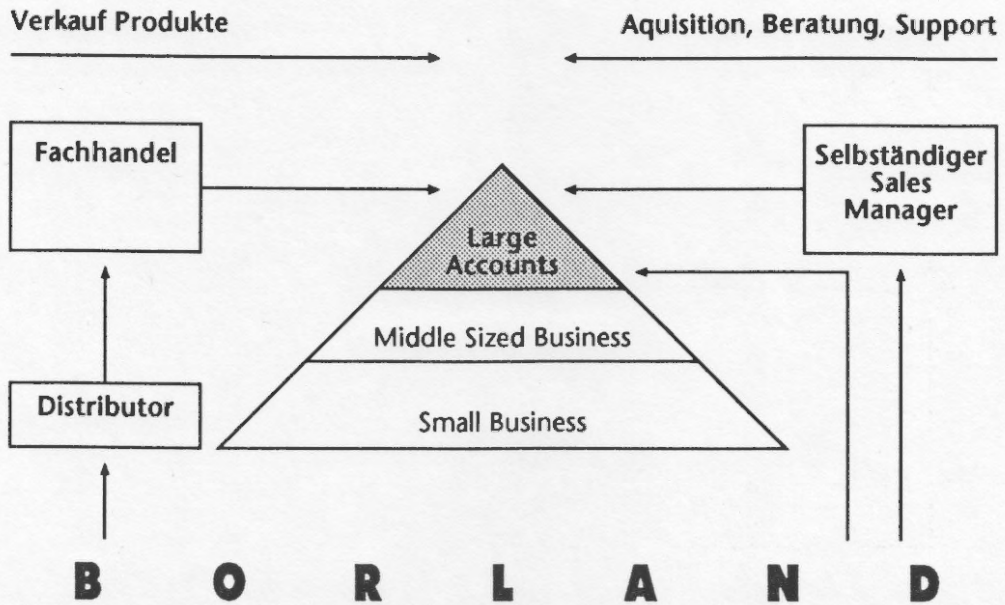 Verkauf Produkte
Aquisition, Beratung, Support
Fachhandel
Selbständiger
Sales
Manager
Large
Accounts
Middle Sized Business
Distributor
Small Business
B O R L A N D